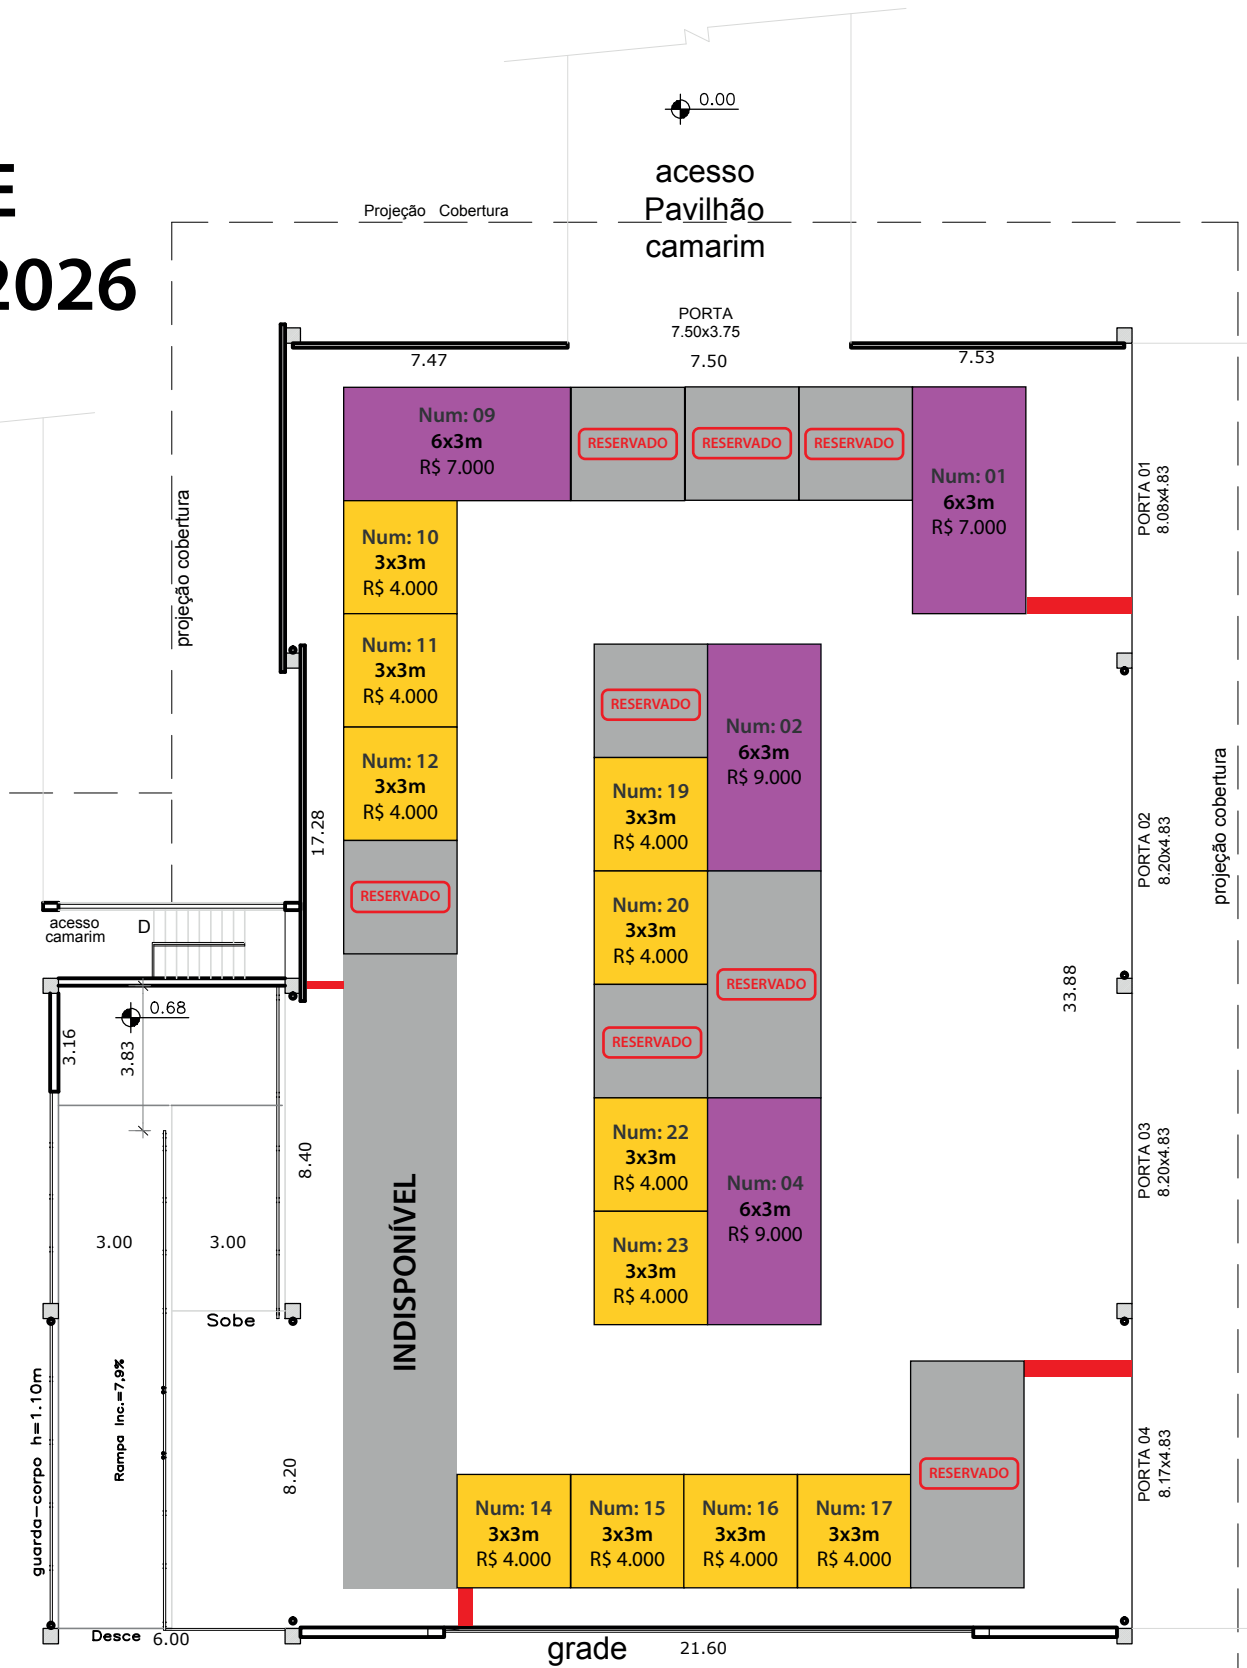 E
2026
0.00
acesso
Pavilhão
camarim
Projeção Cobertura
PORTA
7.50x3.75
7.47
7.50
7.53
Num: 09
6x3m
R$ 7.000
RESERVADO
RESERVADO
RESERVADO
Num: 01
6x3m
R$ 7.000
PORTA 01
8.08x4.83
projeção cobertura
Num: 10
3x3m
R$ 4.000
Num: 11
3x3m
R$ 4.000
Num: 12
3x3m
R$ 4.000
RESERVADO
17.28
RESERVADO
Num: 02
6x3m
R$ 9.000
Num: 19
3x3m
R$ 4.000
Num: 20
3x3m
R$ 4.000
RESERVADO
RESERVADO
Num: 22
3x3m
R$ 4.000
Num: 04
6x3m
R$ 9.000
Num: 23
3x3m
R$ 4.000
PORTA 02
8.20x4.83
projeção cobertura
33.88
PORTA 03
8.20x4.83
acesso
camarim
D
0.68
3.16
3.83
8.40
3.00
3.00
Sobe
INDISPONÍVEL
guarda-corpo h=1.10m
Rampa Inc.=7,9%
8.20
RESERVADO
PORTA 04
8.17x4.83
Num: 14
3x3m
R$ 4.000
Num: 15
3x3m
R$ 4.000
Num: 16
3x3m
R$ 4.000
Num: 17
3x3m
R$ 4.000
Desce
6.00
grade
21.60